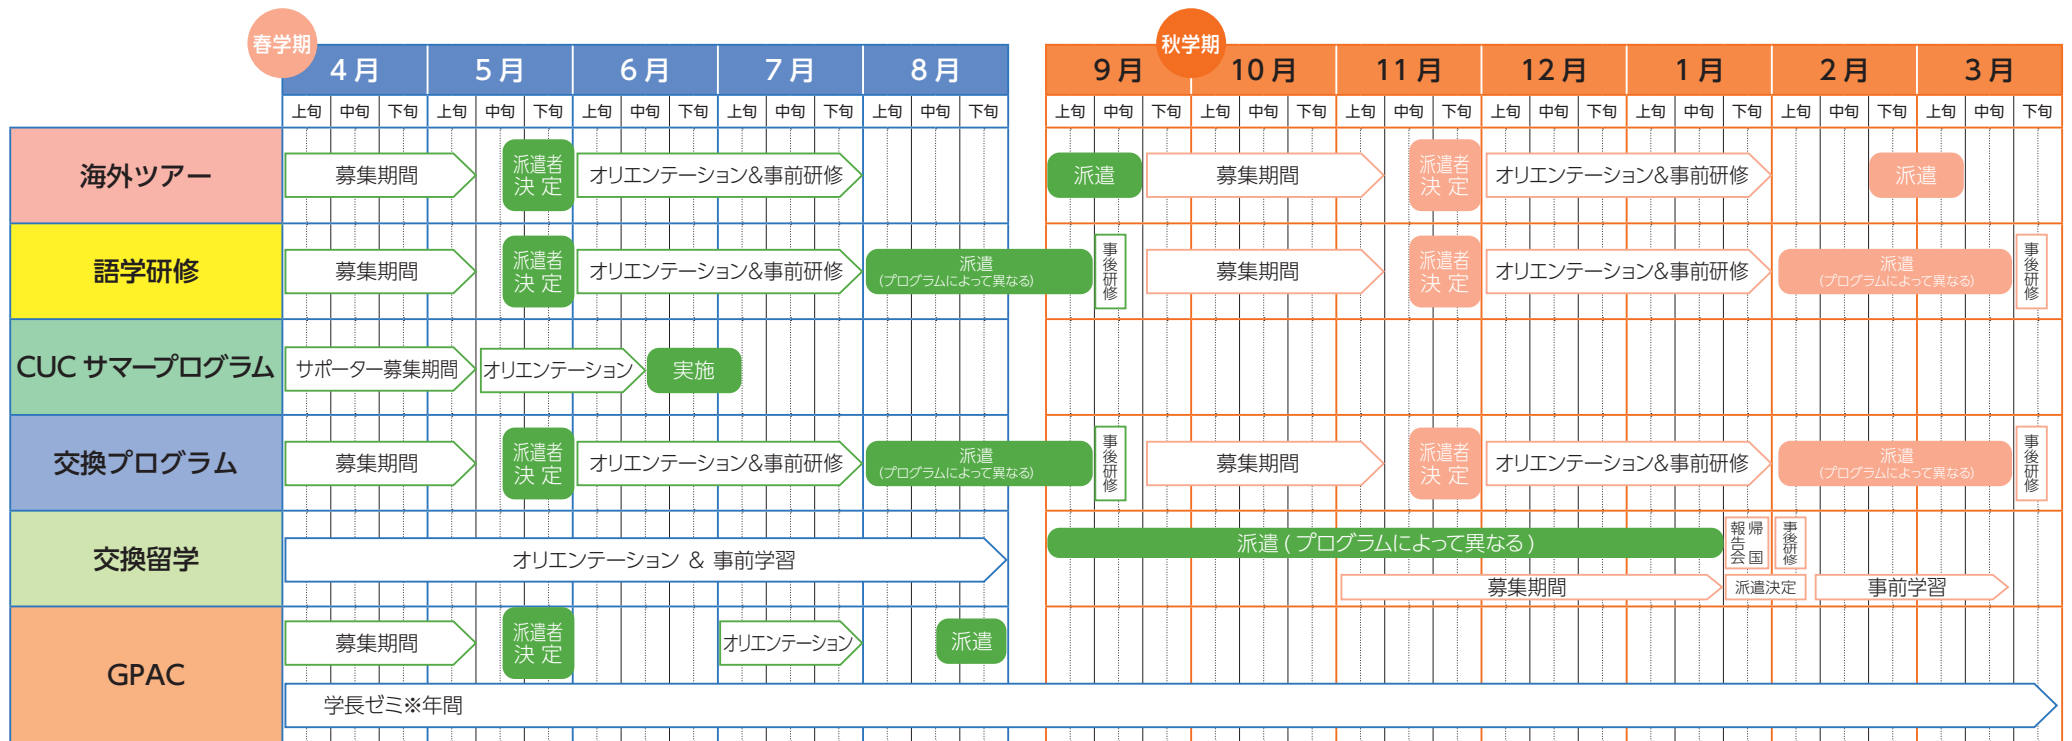 春学期
秋学期
4月 5月 6月 7月 8月 9月 10月 11月 12月 1月 2月 3月
上旬 中旬 下旬 上旬 中旬 下旬 上旬 中旬 下旬 上旬 中旬 下旬 上旬 中旬 下旬 上旬 中旬 下旬 上旬 中旬 下旬 上旬 中旬 下旬 上旬 中旬 下旬 上旬 中旬 下旬 上旬 中旬 下旬 上旬 中旬 下旬
海外ツアー
募集期間
派遣者
決定
オリエンテーション&事前研修
派遣
募集期間
派遣者
決定
オリエンテーション&事前研修
派遣
語学研修
募集期間
派遣者
決定
オリエンテーション&事前研修
派遣
(プログラムによって異なる)
事後研修
募集期間
派遣者
決定
オリエンテーション&事前研修
派遣
(プログラムによって異なる)
事後研修
CUC サマープログラム
サポーター募集期間
オリエンテーション
実施
交換プログラム
募集期間
派遣者
決定
オリエンテーション&事前研修
派遣
(プログラムによって異なる)
事後研修
募集期間
派遣者
決定
オリエンテーション&事前研修
派遣
(プログラムによって異なる)
事後研修
交換留学
オリエンテーション & 事前学習
派遣 ( プログラムによって異なる )
帰国
報告会
事後研修
募集期間
派遣決定
事前学習
GPAC
募集期間
派遣者
決定
オリエンテーション
派遣
学長ゼミ※年間